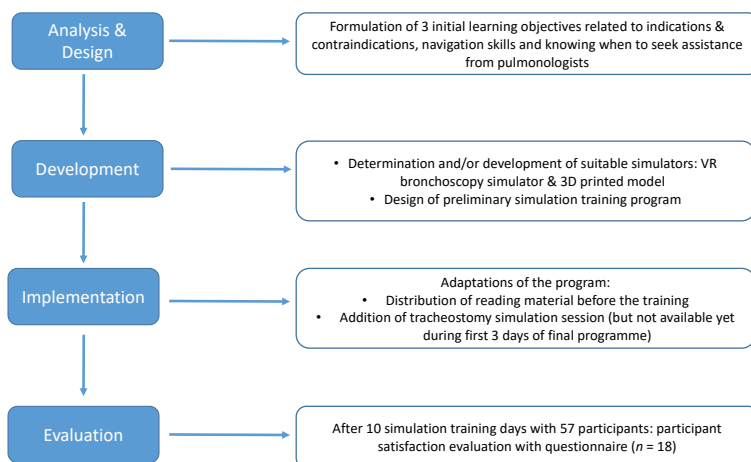 Analysis &
Design
Formulation of 3 initial learning objectives related to indications &
contraindications, navigation skills and knowing when to seek assistance
from pulmonologists
Development
• Determination and/or development of suitable simulators: VR
bronchoscopy simulator & 3D printed model
• Design of preliminary simulation training program
Implementation
Adaptations of the program:
• Distribution of reading material before the training
• Addition of tracheostomy simulation session (but not available yet
during first 3 days of final programme)
Evaluation
After 10 simulation training days with 57 participants: participant
satisfaction evaluation with questionnaire (n = 18)